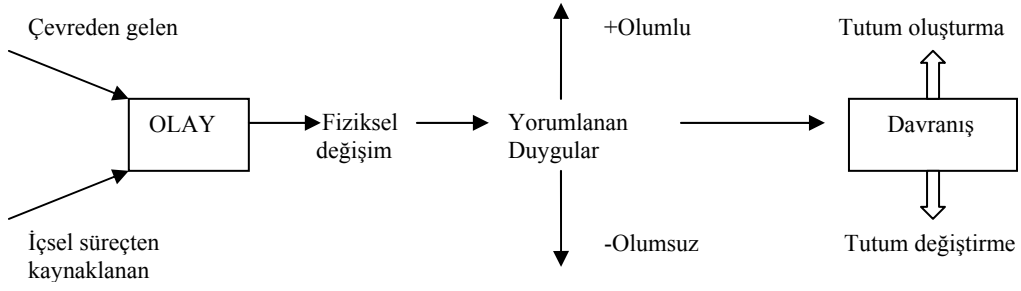 Çevreden gelen
+Olumlu
Tutum oluşturma
OLAY
Fiziksel
değişim
Yorumlanan
Duygular
Davranış
İçsel süreçten
kaynaklanan
-Olumsuz
Tutum değiştirme